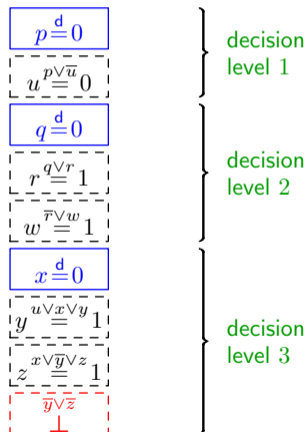 p d= 0
u p∨u̅= 0
decision
level 1
q d= 0
r q∨r= 1
w r̅∨w= 1
decision
level 2
x d= 0
y u∨x∨y= 1
z x∨y̅∨z= 1
y̅∨z̅
⊥
decision
level 3